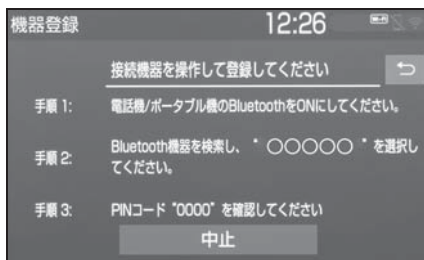 機器登録 12:26
接続機器を操作して登録してください
手順 1: 電話機/ポータブル機のBluetoothをONにしてください。
手順 2: Bluetooth機器を検索し、"○○○○○"を選択し
てください。
手順 3: PINコード"0000"を確認してください
中止